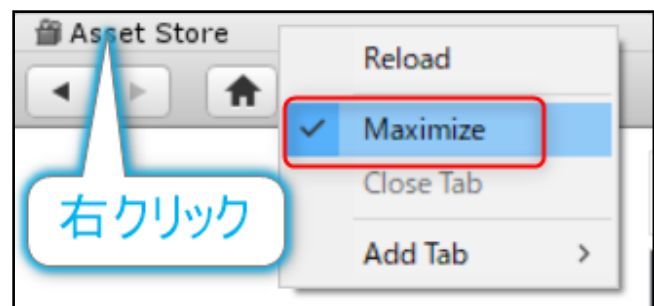 Asset Store
Reload
Maximize
Close Tab
右クリック
Add Tab